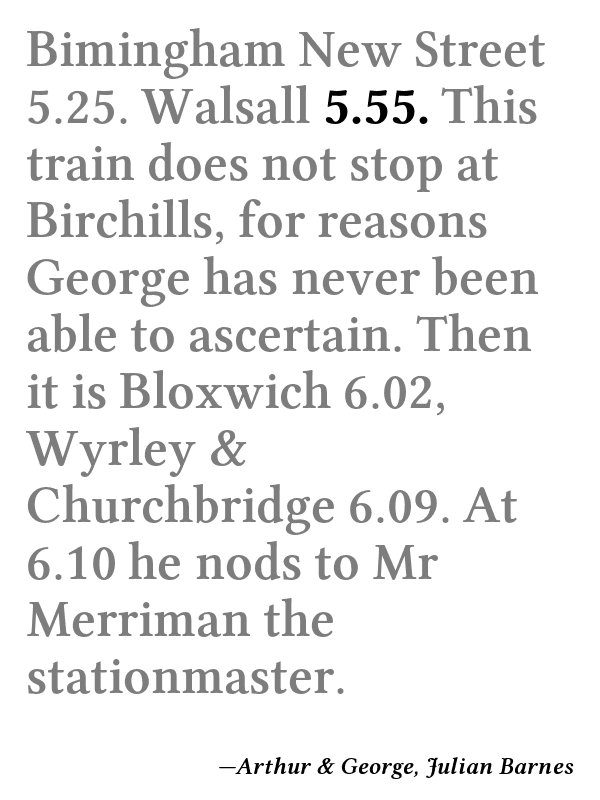 Bimingham New Street
5.25. Walsall 5.55. This
train does not stop at
Birchills, for reasons
George has never been
able to ascertain. Then
it is Bloxwich 6.02,
Wyrley &
Churchbridge 6.09. At
6.10 he nods to Mr
Merriman the
stationmaster.
—Arthur & George, Julian Barnes